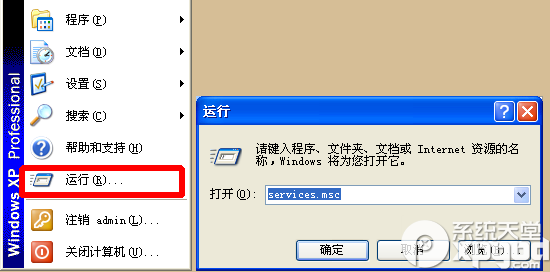 Windows XP Professional
程序(P)
文档(D)
设置(S)
搜索(C)
帮助和支持(H)
运行(R)...
注销 admin(L)...
关闭计算机(U)...
运行
请键入程序、文件夹、文档或 Internet 资源的名
称，Windows 将为您打开它。
打开(O):
services.msc
确定
取消
浏览(B)...
系统天堂